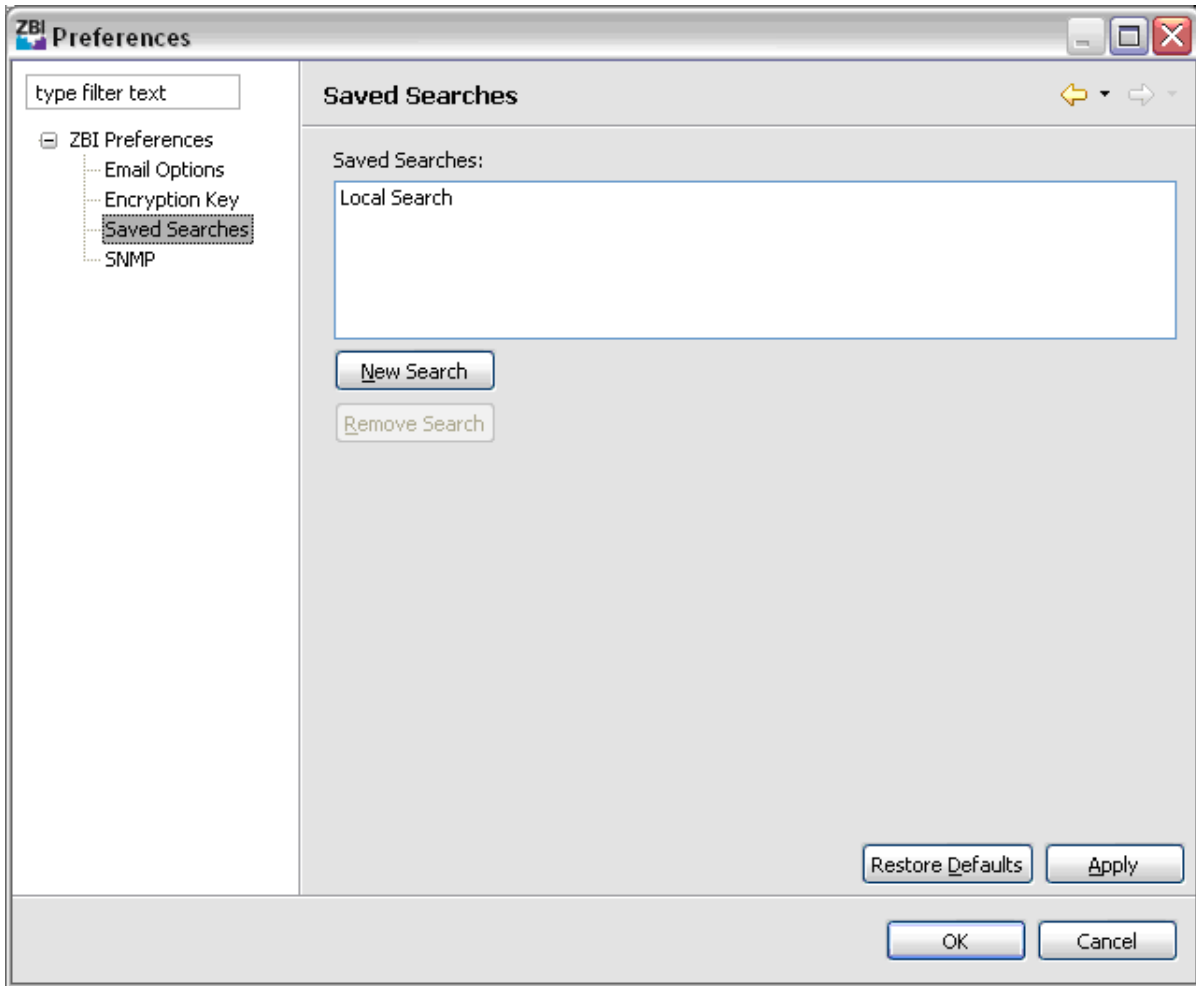 ZBI Preferences
type filter text
ZBI Preferences
Email Options
Encryption Key
Saved Searches
SNMP
Saved Searches
Saved Searches:
Local Search
New Search
Remove Search
Restore Defaults
Apply
OK
Cancel